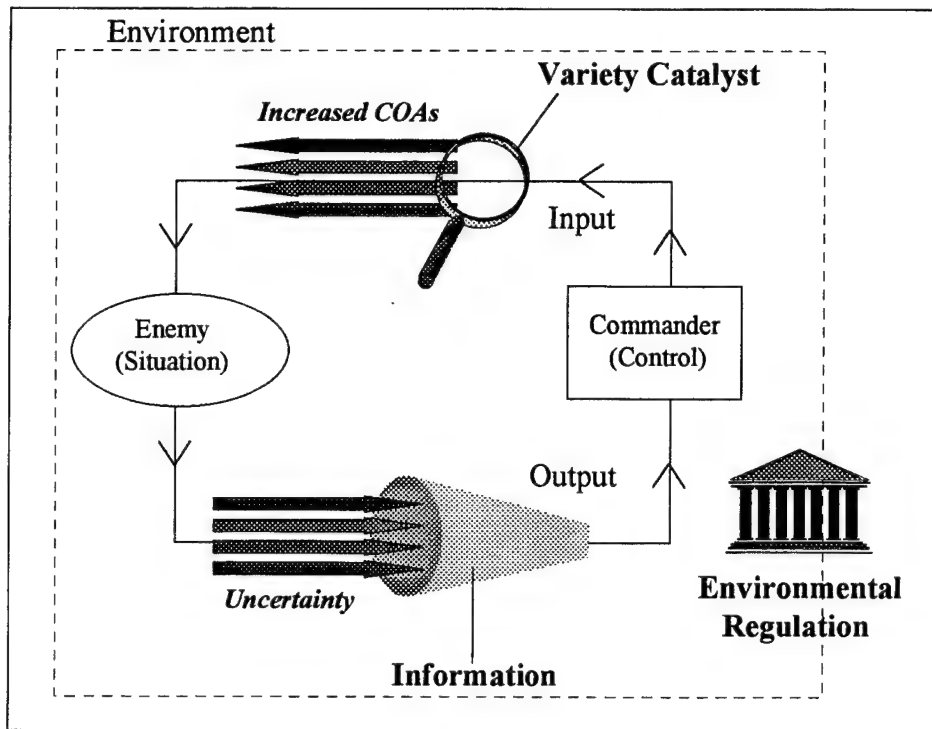 Environment
Variety Catalyst
Increased COAs
Input
Enemy
(Situation)
Commander
(Control)
Output
Uncertainty
Environmental
Regulation
Information